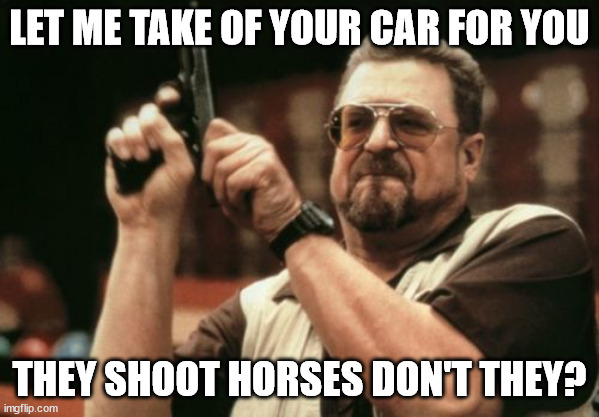 LET ME TAKE OF YOUR CAR FOR YOU
THEY SHOOT HORSES DON'T THEY?
imgflip.com